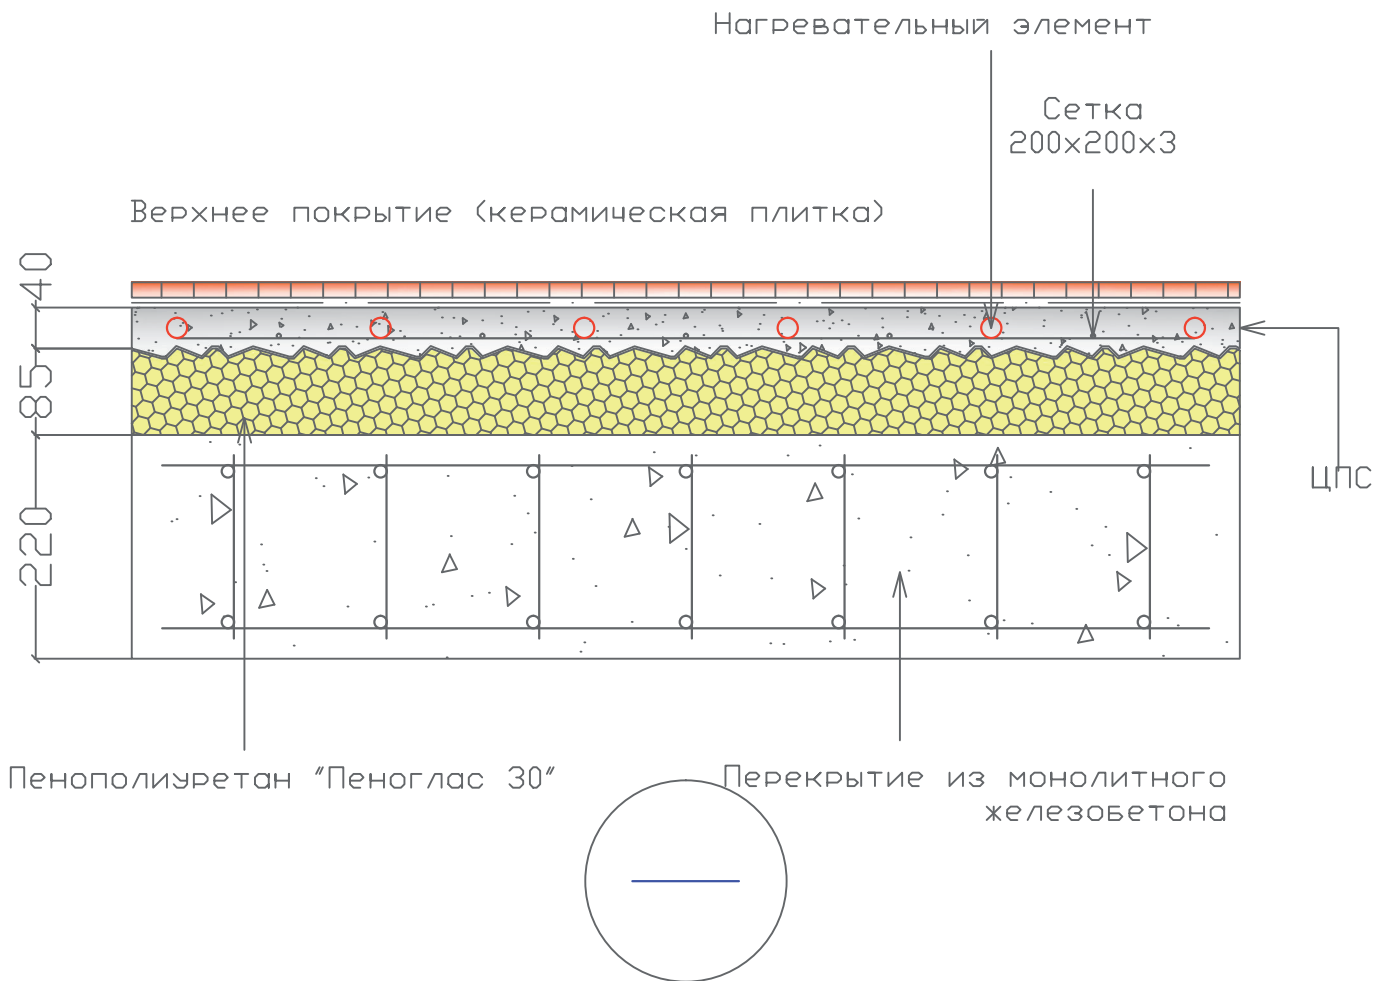 Нагревательный элемент
Сетка
200х200х3
Верхнее покрытие (керамическая плитка)
40
85
220
ЦПС
Пенополиуретан "Пеноглас 30"
Перекрытие из монолитного
железобетона